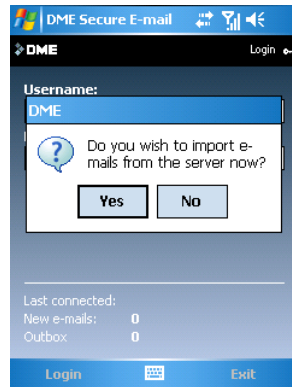 DME Secure E-mail
DME Login
Username:
DME
Do you wish to import e-
mails from the server now?
Yes No
Last connected:
New e-mails: 0
Outbox 0
Login Exit